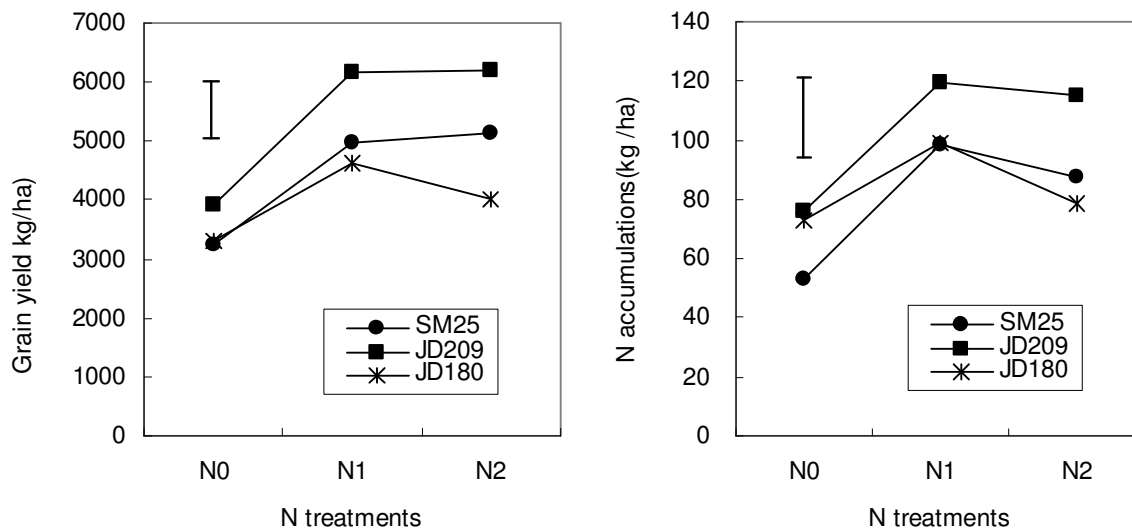 7000
6000
5000
4000
3000
2000
1000
0
Grain yield kg/ha)
SM25
JD209
JD180
N0 N1 N2
N treatments
140
120
100
80
60
40
20
0
N accumulations(kg /ha)
SM25
JD209
JD180
N0 N1 N2
N treatments